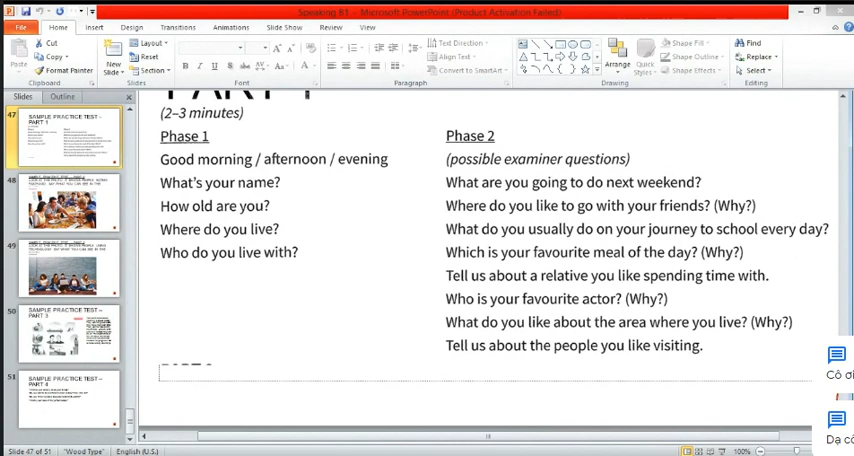 Speaking B1 - Microsoft PowerPoint (Product Activation Failed)
File Home Insert Design Transitions Animations Slide Show Review View
Paste
Cut
Copy
Format Painter
Clipboard
New Slide
Layout
Reset
Section
Slides
Font
Text Direction
Align Text
Convert to SmartArt
Paragraph
Arrange
Quick Styles
Shape Fill
Shape Outline
Shape Effects
Drawing
Find
Replace
Select
Editing
Slides Outline
47
SAMPLE PRACTICE TEST – PART 1
48
49
50
SAMPLE PRACTICE TEST – PART 3
51
SAMPLE PRACTICE TEST – PART 4
(2–3 minutes)
Phase 1
Good morning / afternoon / evening
What's your name?
How old are you?
Where do you live?
Who do you live with?
Phase 2
(possible examiner questions)
What are you going to do next weekend?
Where do you like to go with your friends? (Why?)
What do you usually do on your journey to school every day?
Which is your favourite meal of the day? (Why?)
Tell us about a relative you like spending time with.
Who is your favourite actor? (Why?)
What do you like about the area where you live? (Why?)
Tell us about the people you like visiting.
Cô ơi
Dạ cô
Slide 47 of 51 "Wood Type" English (U.S.) 100%